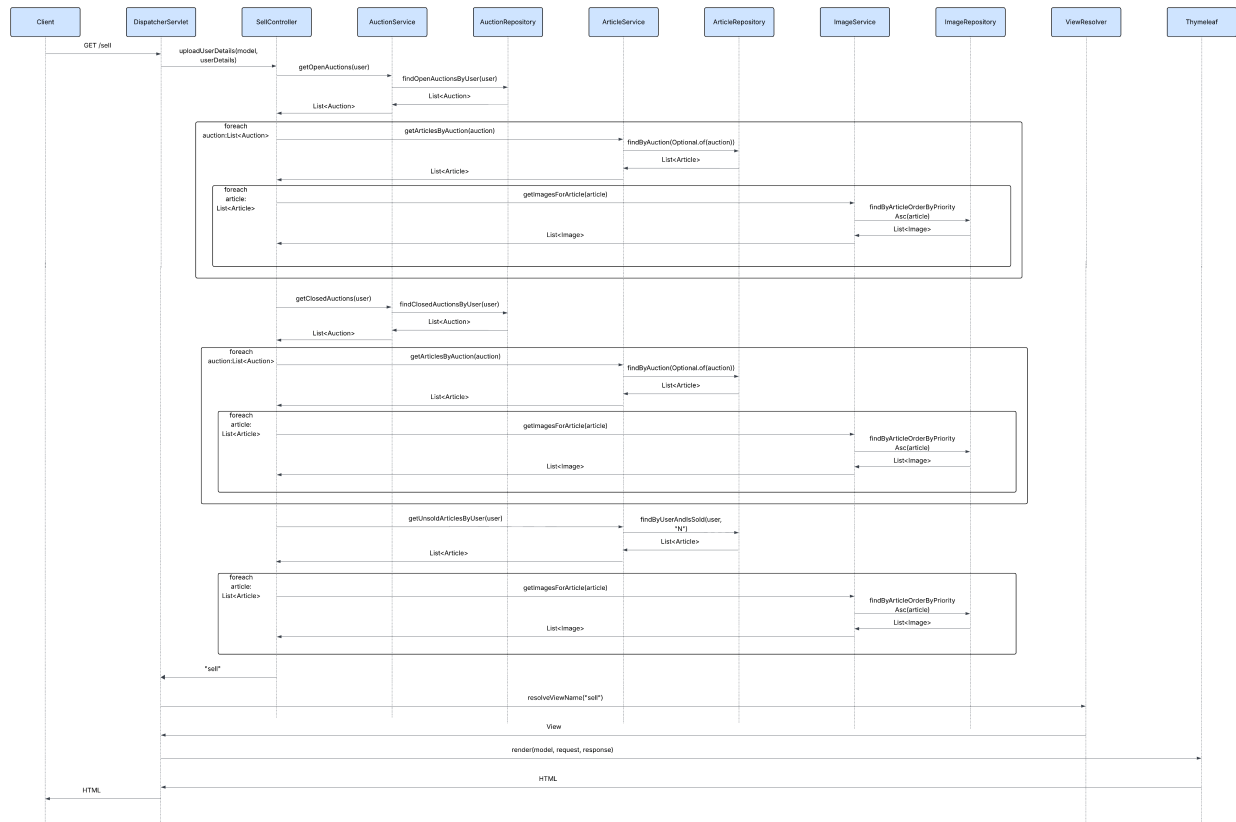 Client
DispatcherServlet
SellController
AuctionService
AuctionRepository
ArticleService
ArticleRepository
ImageService
ImageRepository
ViewResolver
Thymeleaf
GET /sell
uploadUserDetails(model,
userDetails)
getOpenAuctions(user)
findOpenAuctionsByUser(user)
List<Auction>
List<Auction>
foreach
auction:List<Auction>
getArticlesByAuction(auction)
findByAuction(Optional.of(auction))
List<Article>
List<Article>
foreach
article:
List<Article>
getImagesForArticle(article)
findByArticleOrderByPriority
Asc(article)
List<Image>
List<Image>
getClosedAuctions(user)
findClosedAuctionsByUser(user)
List<Auction>
List<Auction>
foreach
auction:List<Auction>
getArticlesByAuction(auction)
findByAuction(Optional.of(auction))
List<Article>
List<Article>
foreach
article:
List<Article>
getImagesForArticle(article)
findByArticleOrderByPriority
Asc(article)
List<Image>
List<Image>
getUnsoldArticlesByUser(user)
findByUserAndIsSold(user,
"N")
List<Article>
List<Article>
foreach
article:
List<Article>
getImagesForArticle(article)
findByArticleOrderByPriority
Asc(article)
List<Image>
List<Image>
"sell"
resolveViewName("sell")
View
render(model, request, response)
HTML
HTML